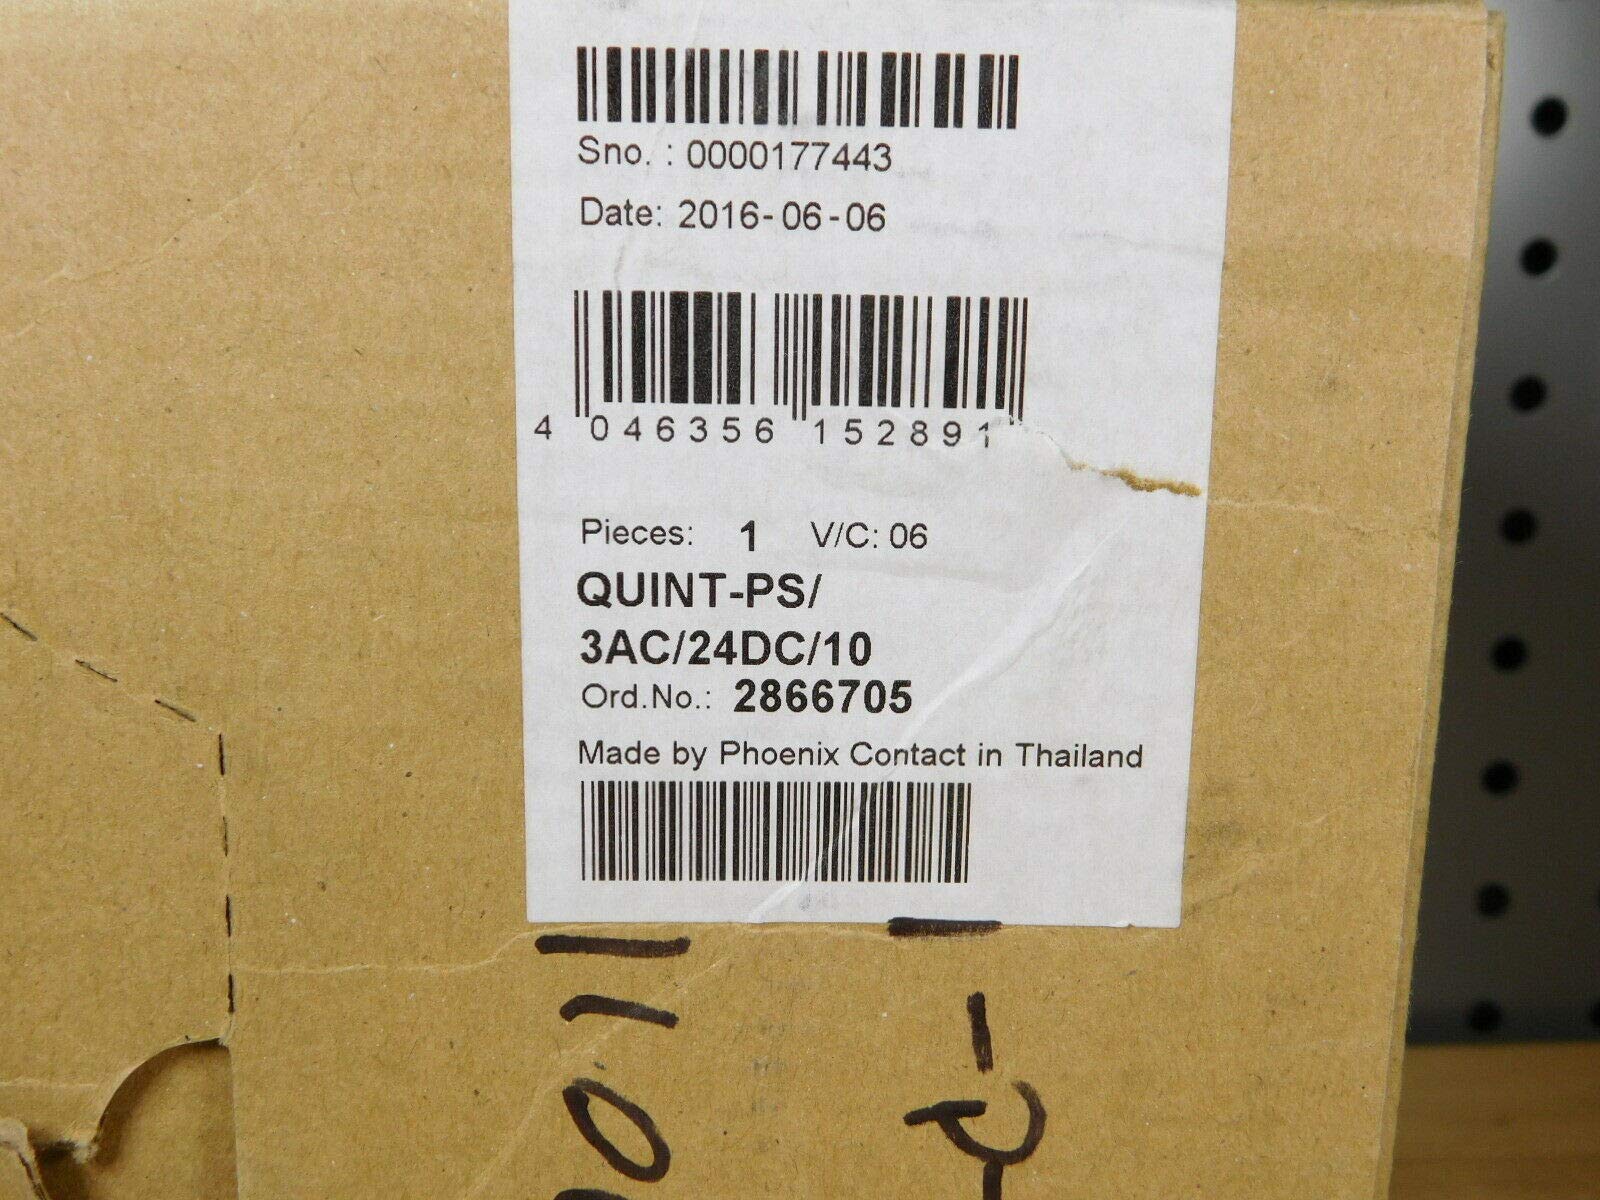 Sno. : 0000177443
Date: 2016-06-06
4 046356 152891
Pieces: 1 V/C: 06
QUINT-PS/
3AC/24DC/10
Ord.No.: 2866705
Made by Phoenix Contact in Thailand